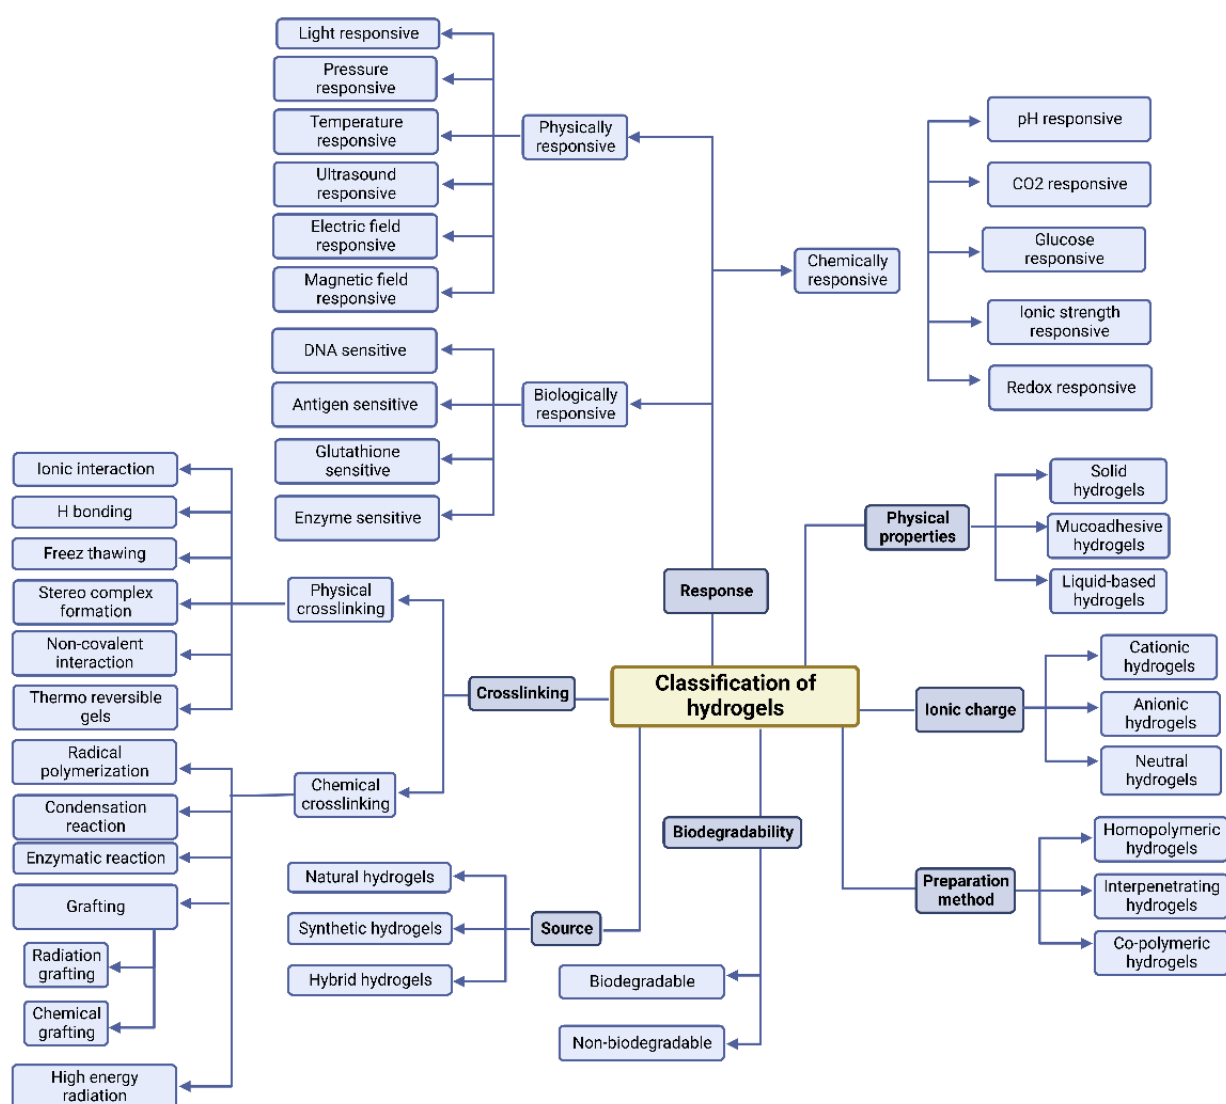 Light responsive
Pressure
responsive
Temperature
responsive
Ultrasound
responsive
Electric field
responsive
Magnetic field
responsive
Physically
responsive
DNA sensitive
Antigen sensitive
Glutathione
sensitive
Enzyme sensitive
Biologically
responsive
Chemically
responsive
pH responsive
CO2 responsive
Glucose
responsive
Ionic strength
responsive
Redox responsive
Response
Physical
properties
Solid
hydrogels
Mucoadhesive
hydrogels
Liquid-based
hydrogels
Ionic interaction
H bonding
Freez thawing
Stereo complex
formation
Non-covalent
interaction
Thermo reversible
gels
Physical
crosslinking
Crosslinking
Classification of
hydrogels
Ionic charge
Cationic
hydrogels
Anionic
hydrogels
Neutral
hydrogels
Radical
polymerization
Condensation
reaction
Enzymatic reaction
Grafting
Radiation
grafting
Chemical
grafting
High energy
radiation
Chemical
crosslinking
Natural hydrogels
Synthetic hydrogels
Hybrid hydrogels
Source
Biodegradability
Biodegradable
Non-biodegradable
Preparation
method
Homopolymeric
hydrogels
Interpenetrating
hydrogels
Co-polymeric
hydrogels